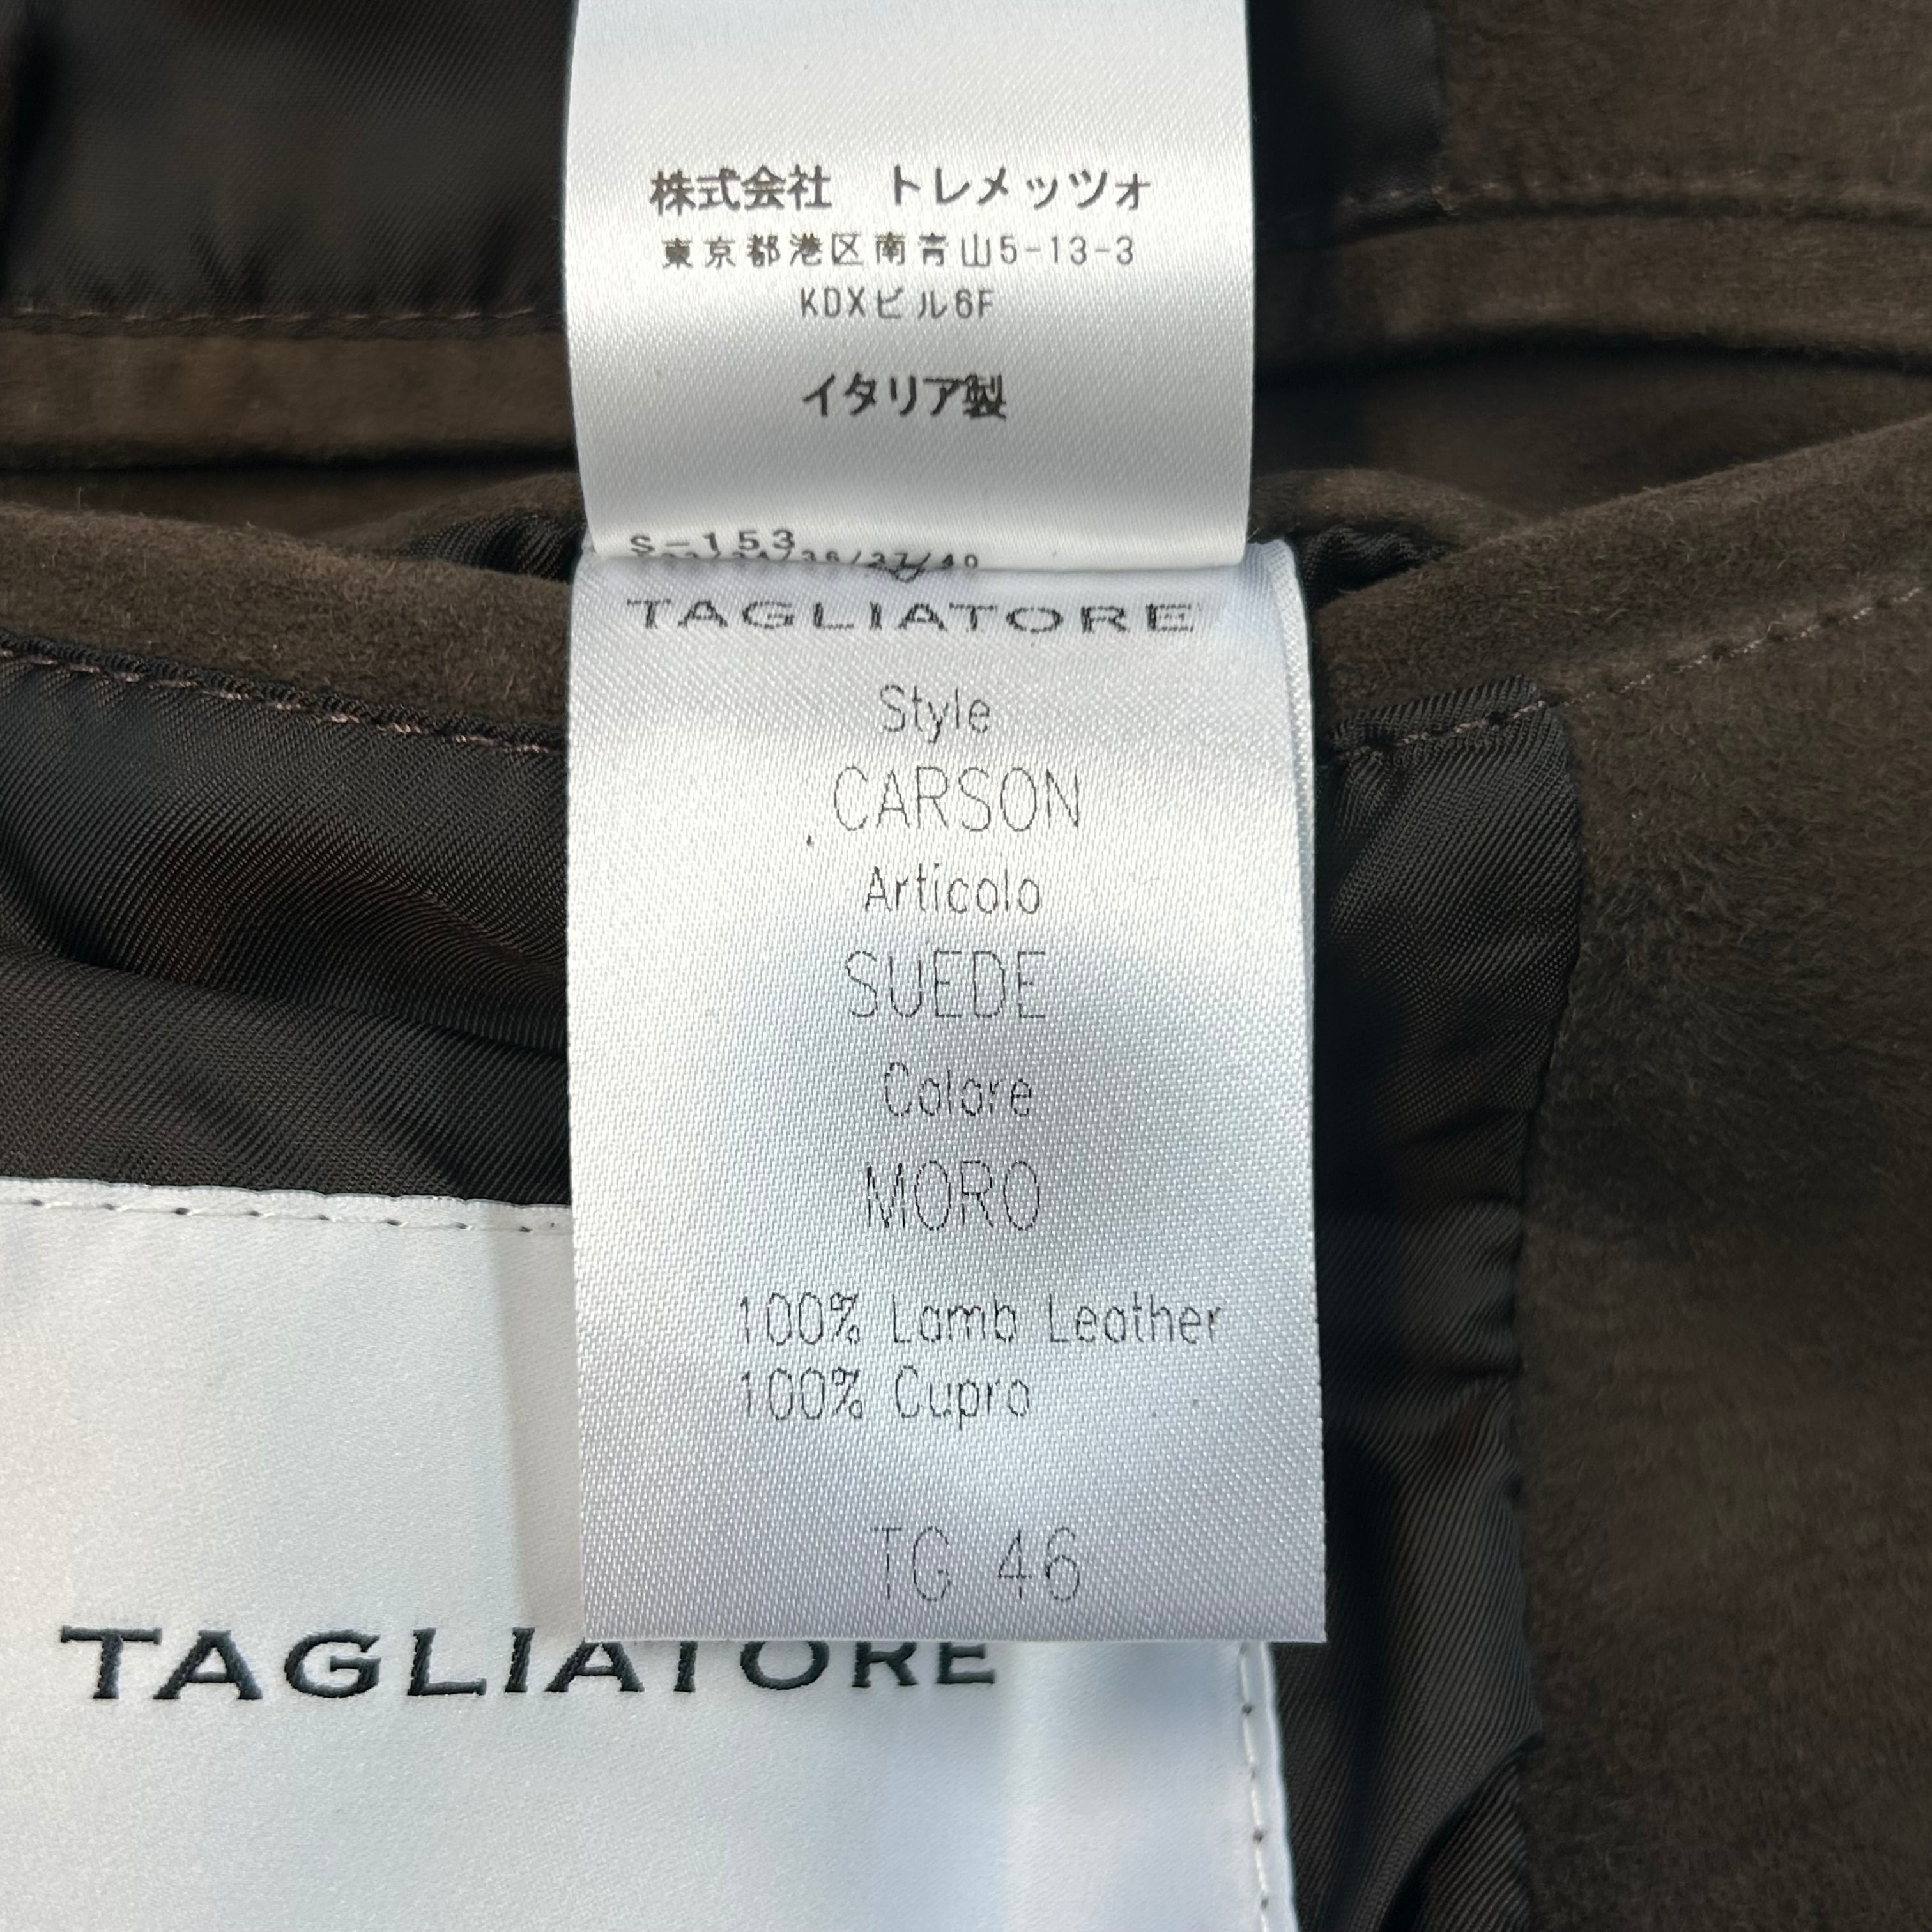 株式会社　トレメッツォ
東京都港区南青山5-13-3
KDXビル6F
イタリア製
S-153
TAGLIATORE
Style
CARSON
Articolo
SUEDE
Colore
MORO
100% Lamb Leather
100% Cupro
TG 46
TAGLIATORE